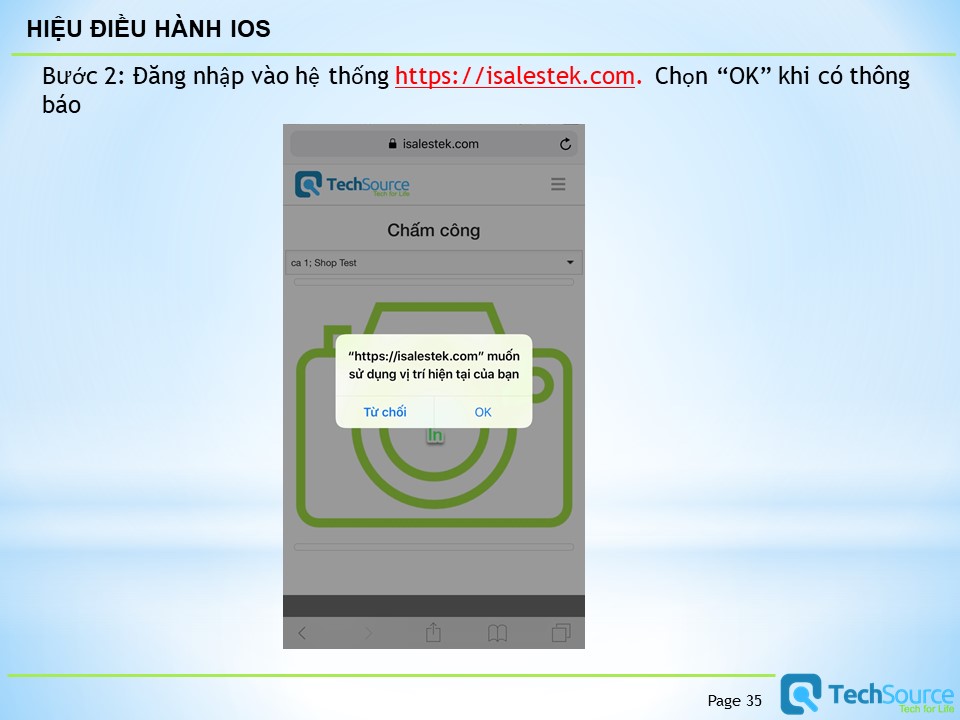 HIỆU ĐIỀU HÀNH IOS
Bước 2: Đăng nhập vào hệ thống https://isalestek.com. Chọn “OK” khi có thông
báo
isalestek.com
TechSource
Tech for Life
Chấm công
ca 1; Shop Test
“https://isalestek.com” muốn
sử dụng vị trí hiện tại của bạn
Từ chối OK
In
Page 35
TechSource
Tech for Life